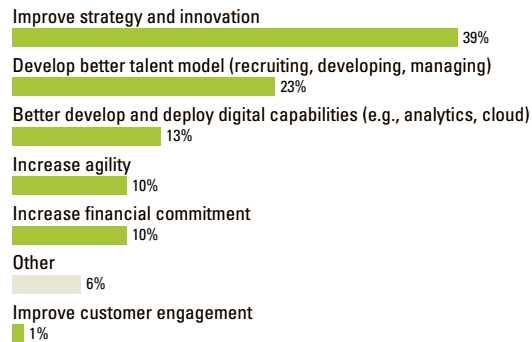 Improve strategy and innovation
39%
Develop better talent model (recruiting, developing, managing)
23%
Better develop and deploy digital capabilities (e.g., analytics, cloud)
13%
Increase agility
10%
Increase financial commitment
10%
Other
6%
Improve customer engagement
1%